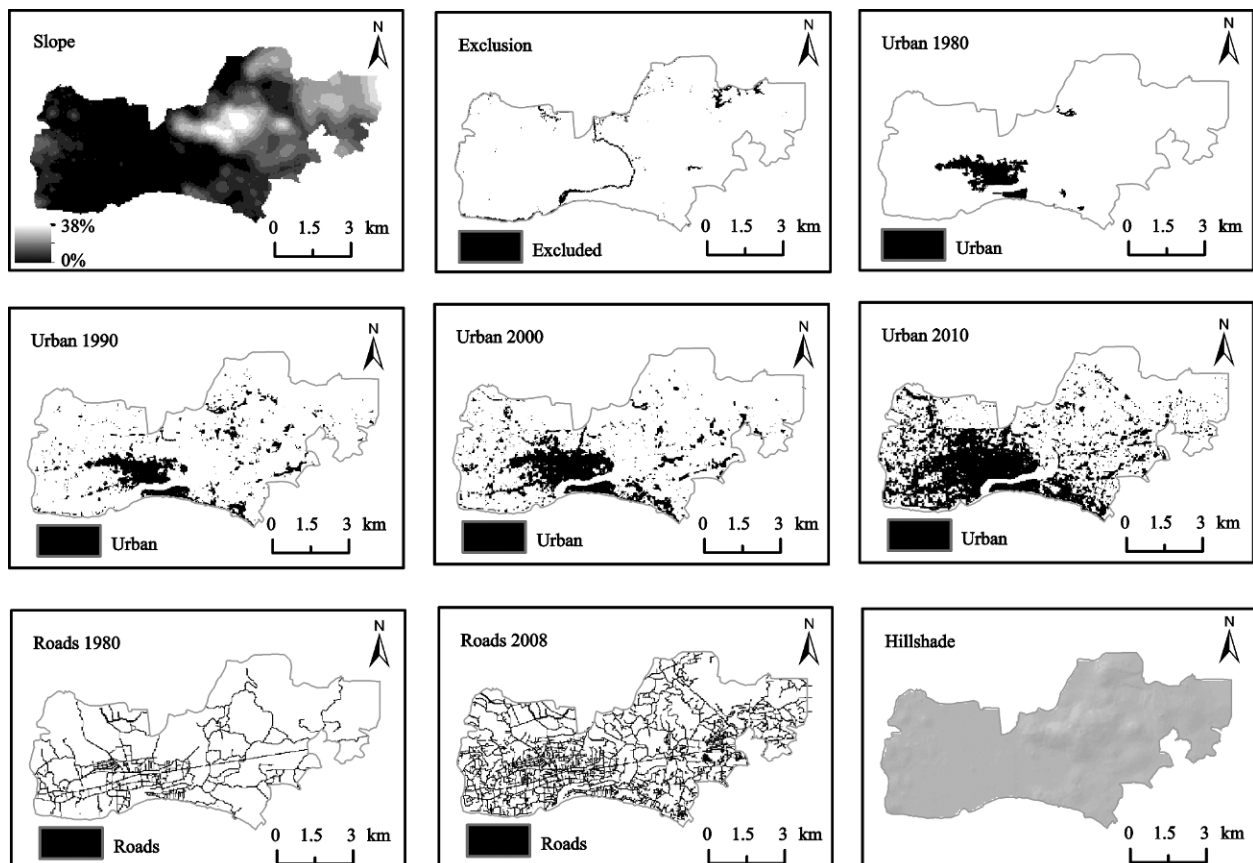 Slope
N
38%
0%
0 1.5 3 km
Exclusion
N
0 1.5 3 km
Excluded
Urban 1980
N
0 1.5 3 km
Urban
Urban 1990
N
0 1.5 3 km
Urban
Urban 2000
N
0 1.5 3 km
Urban
Urban 2010
N
0 1.5 3 km
Urban
Roads 1980
N
0 1.5 3 km
Roads
Roads 2008
N
0 1.5 3 km
Roads
Hillshade
N
0 1.5 3 km